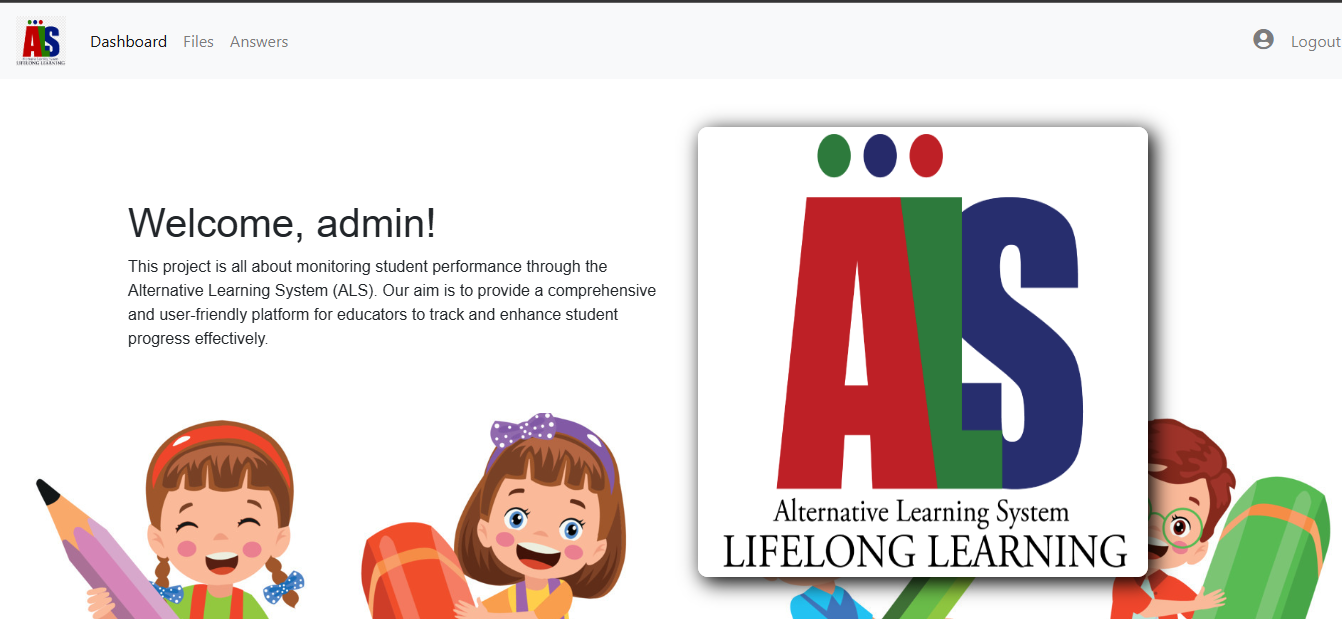 ALS
LIFELONG LEARNING
Dashboard Files Answers Logout
Welcome, admin!
This project is all about monitoring student performance through the
Alternative Learning System (ALS). Our aim is to provide a comprehensive
and user-friendly platform for educators to track and enhance student
progress effectively.
ALS
Alternative Learning System
LIFELONG LEARNING